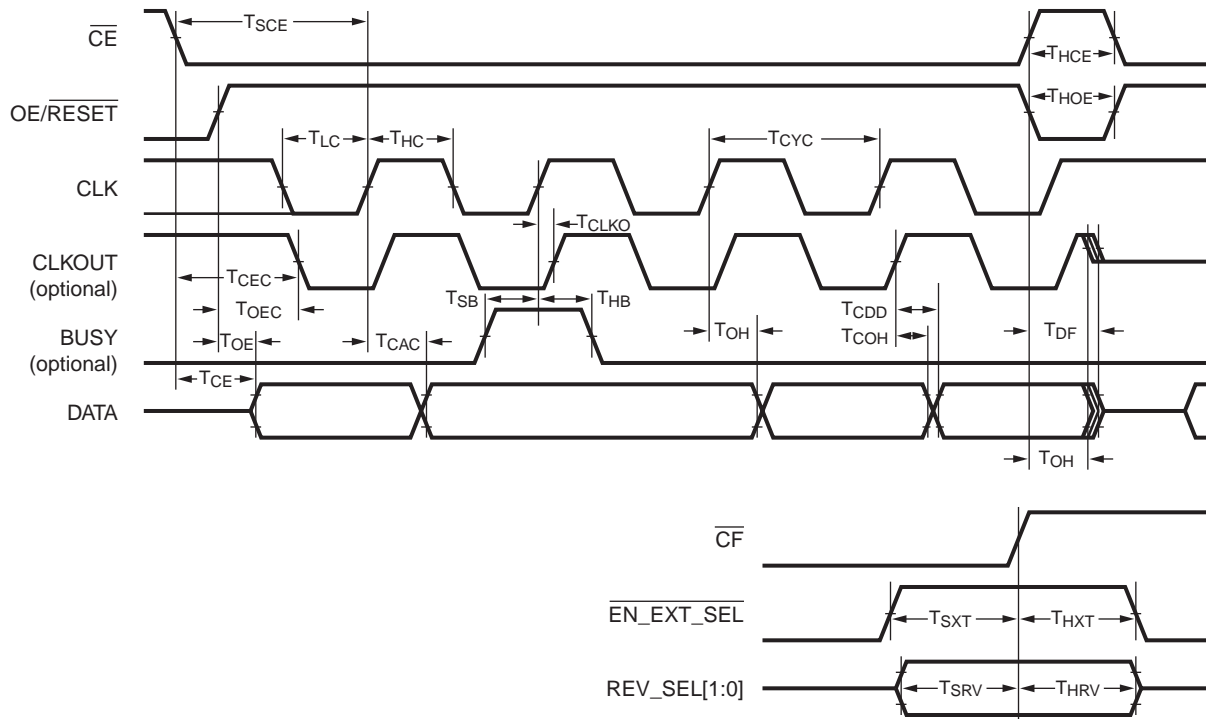 CE
TSCE
THCE
OE/RESET
THOE
TLC
THC
TCYC
CLK
TCLKO
CLKOUT
(optional)
TCEC
TSB
THB
TOEC
TCDD
BUSY
(optional)
TOE
TCAC
TOH
TCOH
TDF
TCE
DATA
TOH
CF
EN_EXT_SEL
TSXT
THXT
REV_SEL[1:0]
TSRV
THRV